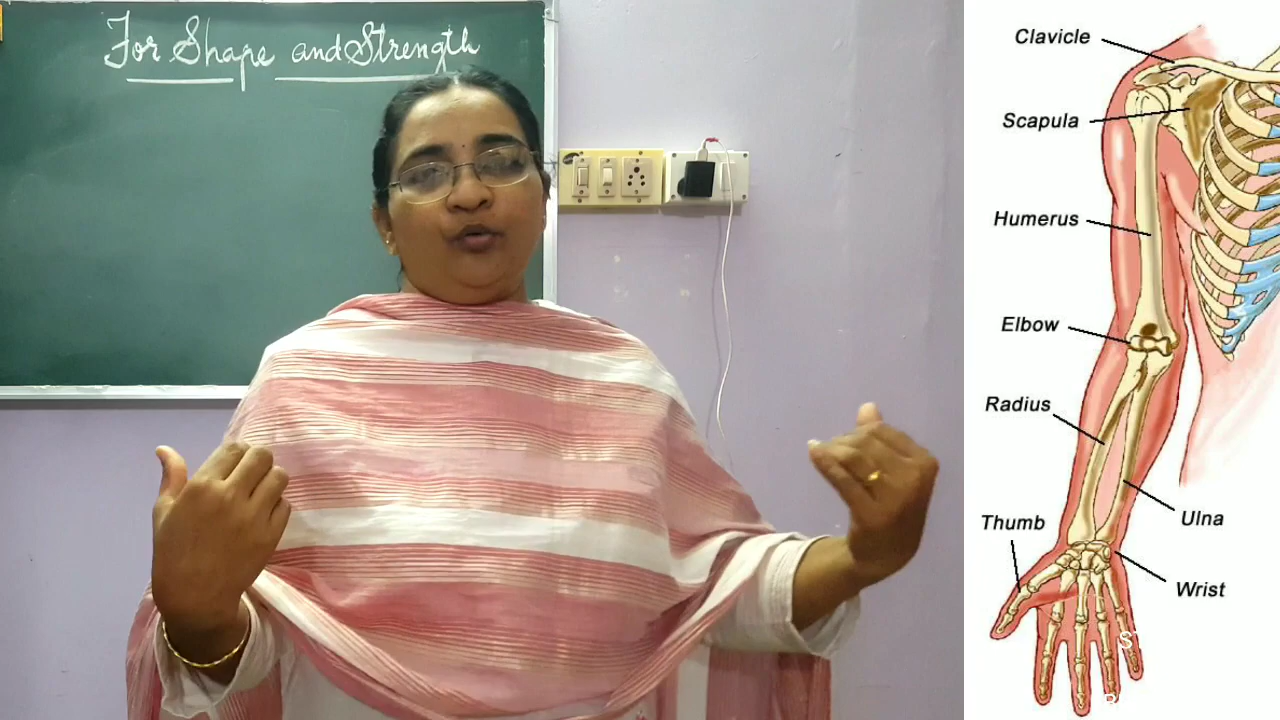 For Shape and Strength
Clavicle
Scapula
Humerus
Elbow
Radius
Ulna
Thumb
Wrist